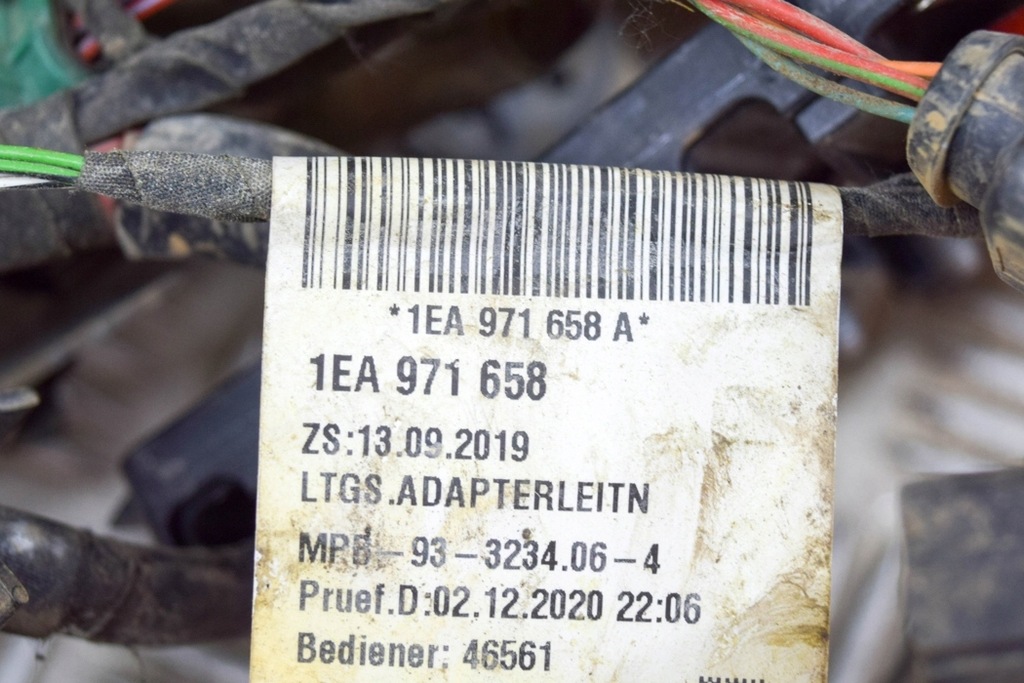 *1EA 971 658 A*
1EA 971 658
ZS:13.09.2019
LTGS.ADAPTERLEITN
MPB-93-3234.06-4
Pruef.D:02.12.2020 22:06
Bediener: 46561